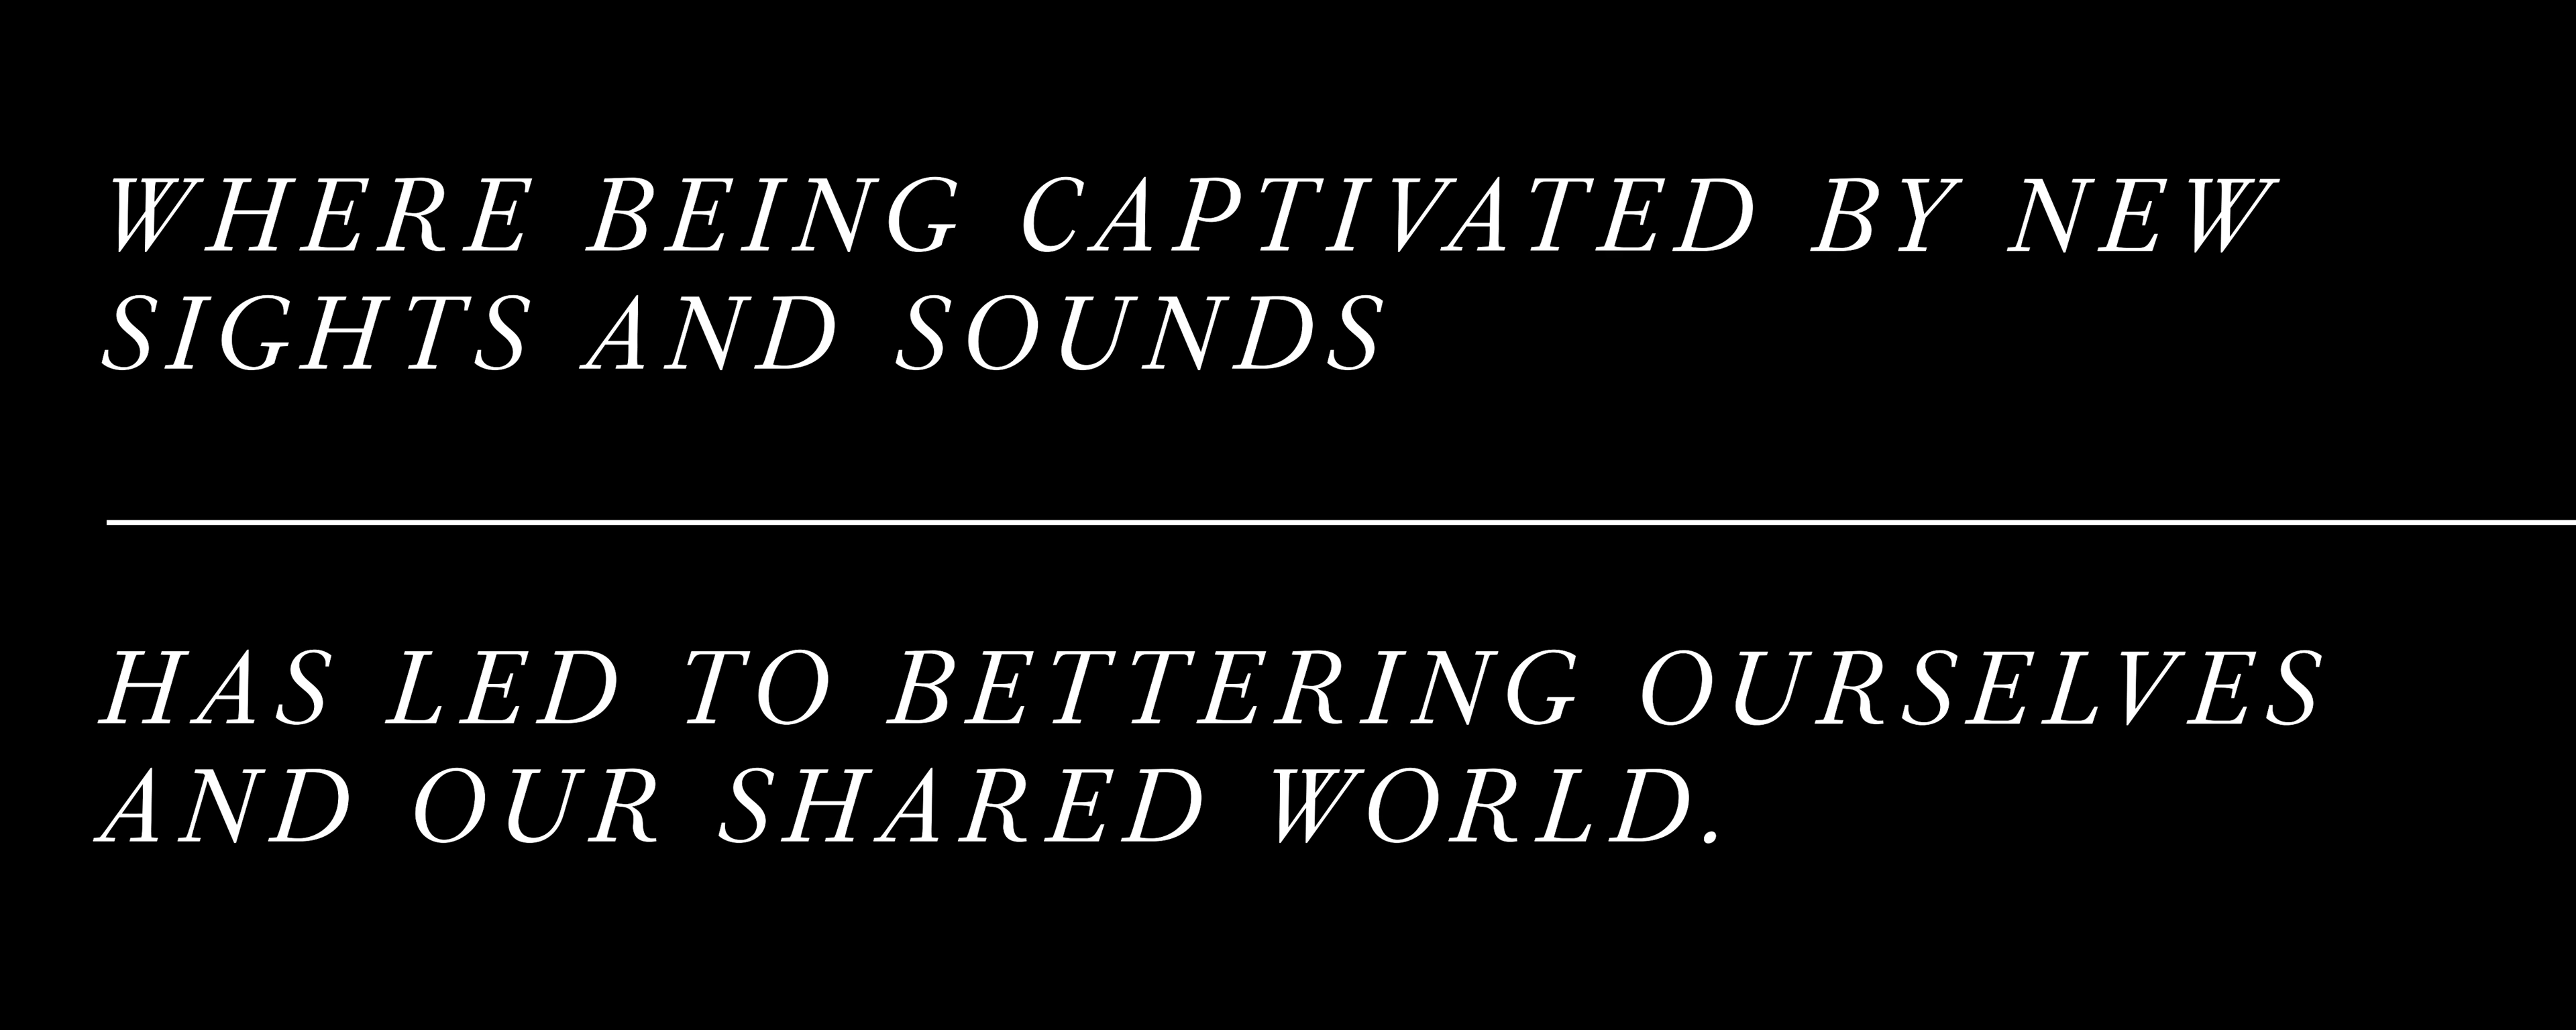 WHERE BEING CAPTIVATED BY NEW
SIGHTS AND SOUNDS
HAS LED TO BETTERING OURSELVES
AND OUR SHARED WORLD.